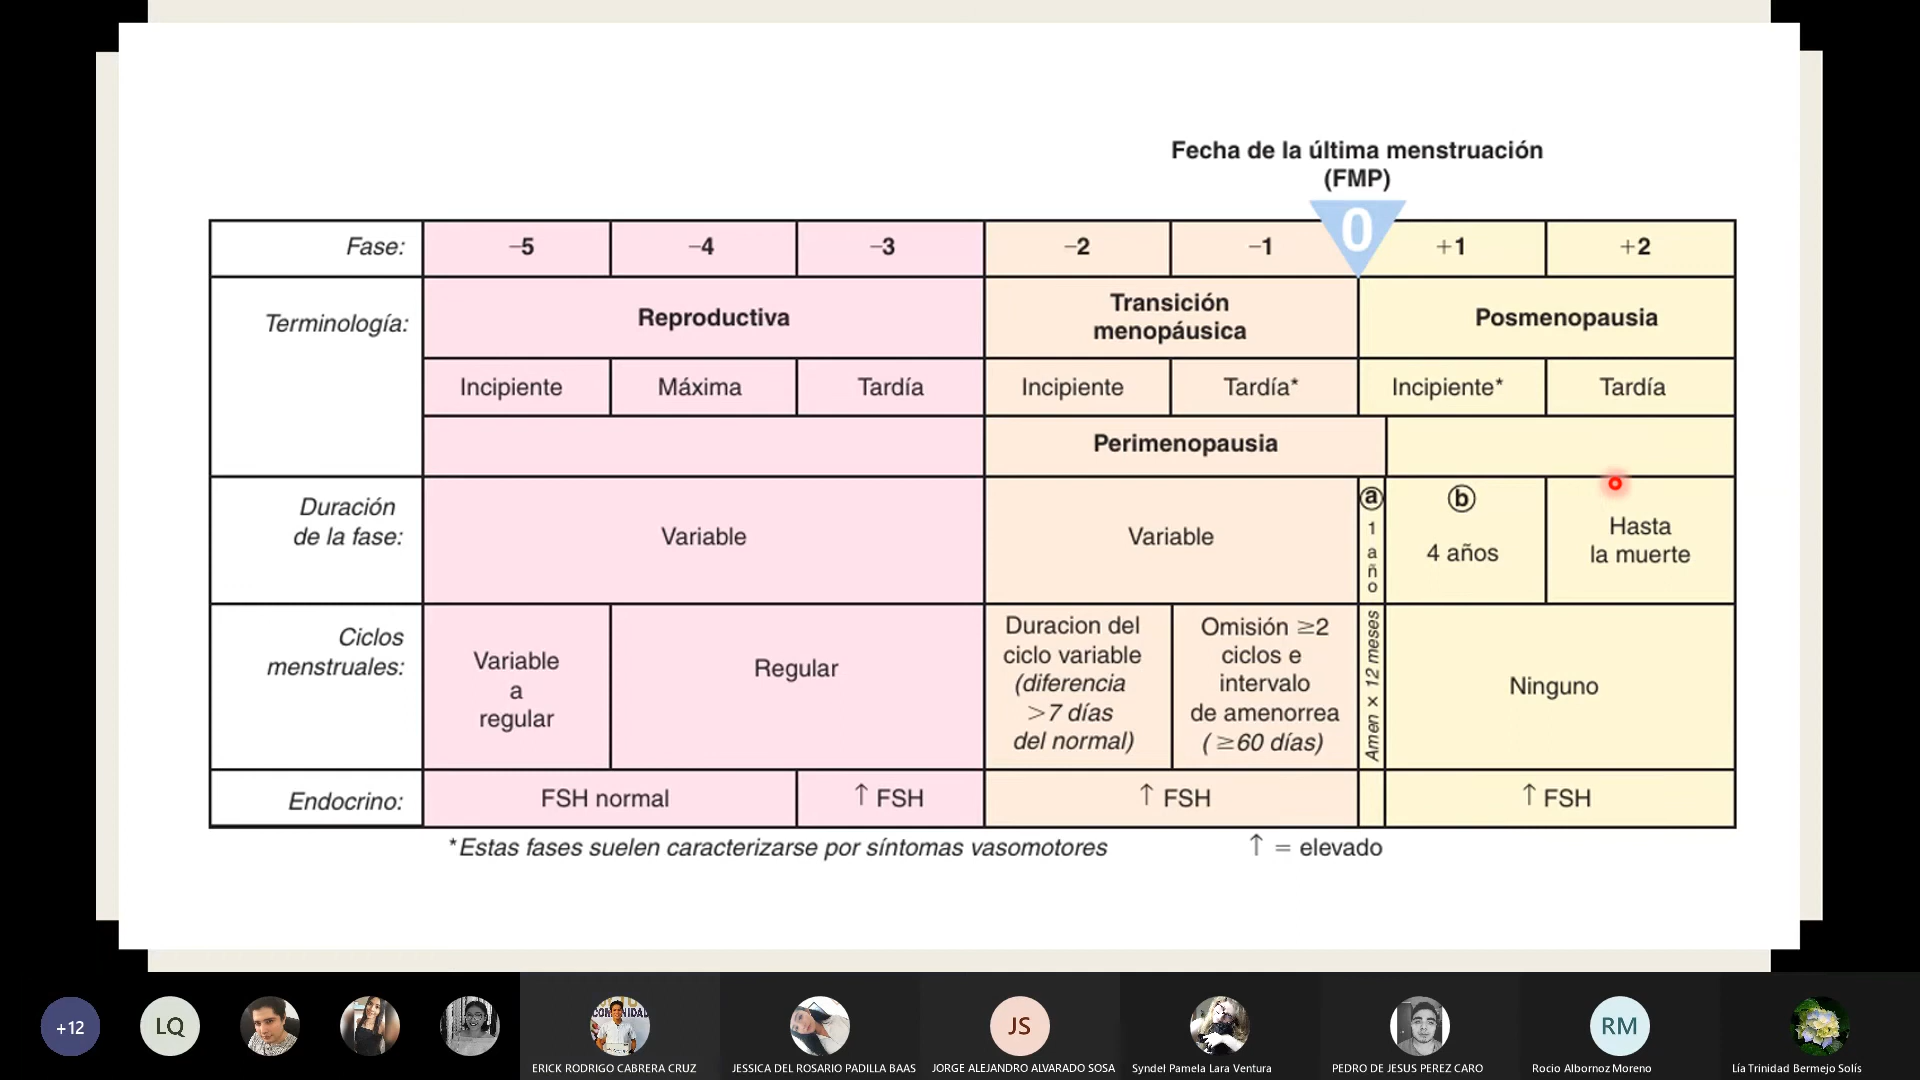 Fecha de la última menstruación
(FMP)
0
Fase:
−5
−4
−3
−2
−1
+1
+2
Terminología:
Reproductiva
Transición
menopáusica
Posmenopausia
Incipiente
Máxima
Tardía
Incipiente
Tardía*
Incipiente*
Tardía
Perimenopausia
Duración
de la fase:
Variable
Variable
ⓐ
1
a
ñ
o
ⓑ
4 años
Hasta
la muerte
Ciclos
menstruales:
Variable
a
regular
Regular
Duracion del
ciclo variable
(diferencia
>7 días
del normal)
Omisión ≥2
ciclos e
intervalo
de amenorrea
(≥60 días)
Amen × 12 meses
Ninguno
Endocrino:
FSH normal
↑ FSH
↑ FSH
↑ FSH
*Estas fases suelen caracterizarse por síntomas vasomotores
↑ = elevado
+12
LQ
COMUNIDAD
JS
RM
ERICK RODRIGO CABRERA CRUZ
JESSICA DEL ROSARIO PADILLA BAAS
JORGE ALEJANDRO ALVARADO SOSA
Syndel Pamela Lara Ventura
PEDRO DE JESUS PEREZ CARO
Rocio Albornoz Moreno
Lía Trinidad Bermejo Solís